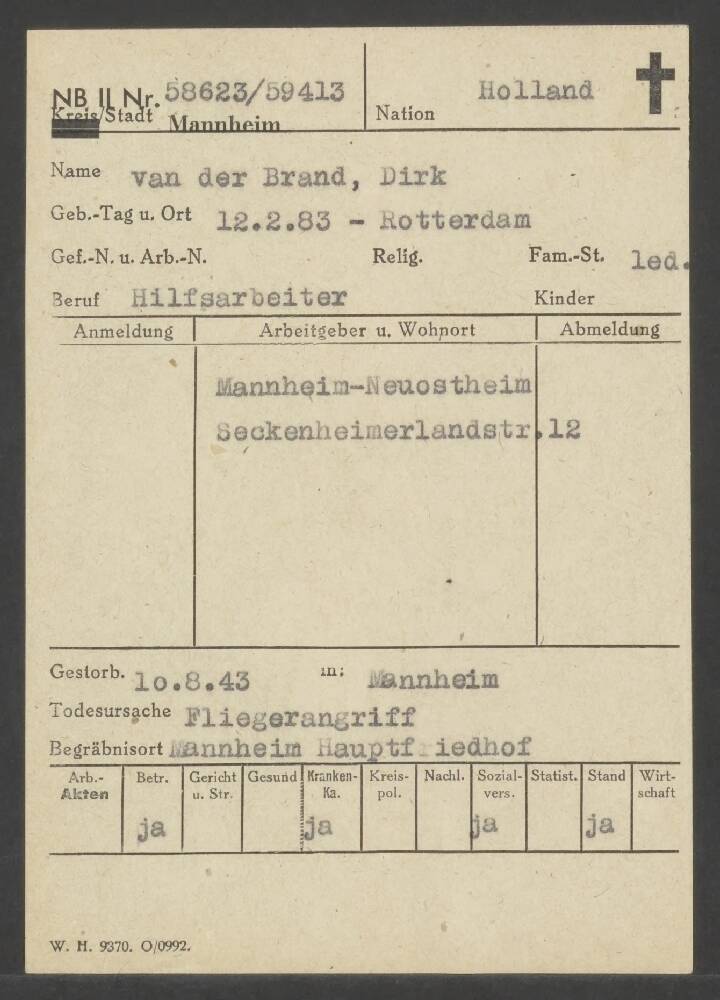 NB II Nr. 58623/59413 Holland
Kreis/Stadt Mannheim Nation
Name van der Brand, Dirk
Geb.-Tag u. Ort 12.2.83 - Rotterdam
Gef.-N. u. Arb.-N. Relig. Fam.-St. led.
Beruf Hilfsarbeiter Kinder
Anmeldung Arbeitgeber u. Wohnort Abmeldung
Mannheim-Neuostheim
Seckenheimerlandstr.12
Gestorb. 1o.8.43 in: Mannheim
Todesursache Fliegerangriff
Begräbnisort Mannheim Hauptf iedhof
Arb.- Betr. Gericht Gesund Kranken- Kreis- Nachl. Sozial- Statist. Stand Wirt-
Akten u. Str. Ka. pol. vers. schaft
ja ja ja ja
W. H. 9370. O/0992.